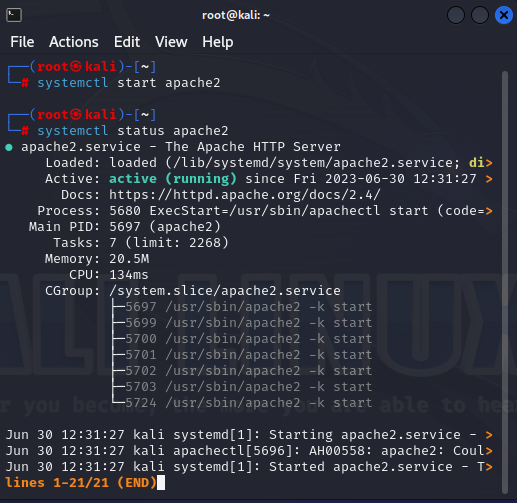 root@kali: ~
File Actions Edit View Help
┌──(root㉿kali)-[~]
└─# systemctl start apache2
┌──(root㉿kali)-[~]
└─# systemctl status apache2
● apache2.service - The Apache HTTP Server
Loaded: loaded (/lib/systemd/system/apache2.service; di>
Active: active (running) since Fri 2023-06-30 12:31:27 >
Docs: https://httpd.apache.org/docs/2.4/
Process: 5680 ExecStart=/usr/sbin/apachectl start (code=>
Main PID: 5697 (apache2)
Tasks: 7 (limit: 2268)
Memory: 20.5M
CPU: 134ms
CGroup: /system.slice/apache2.service
├─5697 /usr/sbin/apache2 -k start
├─5699 /usr/sbin/apache2 -k start
├─5700 /usr/sbin/apache2 -k start
├─5701 /usr/sbin/apache2 -k start
├─5702 /usr/sbin/apache2 -k start
├─5703 /usr/sbin/apache2 -k start
└─5724 /usr/sbin/apache2 -k start
Jun 30 12:31:27 kali systemd[1]: Starting apache2.service - >
Jun 30 12:31:27 kali apachectl[5696]: AH00558: apache2: Coul>
Jun 30 12:31:27 kali systemd[1]: Started apache2.service - T>
lines 1-21/21 (END)